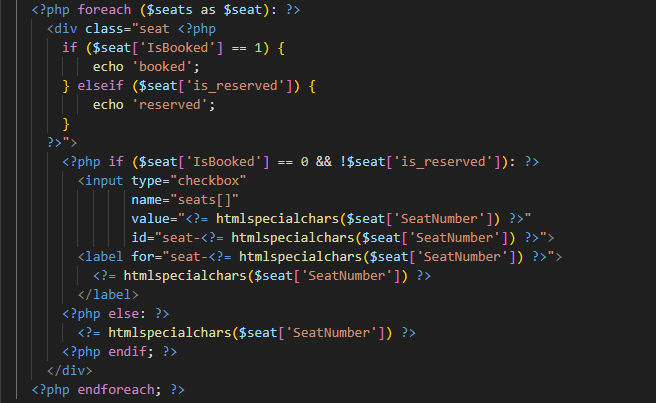 <?php foreach ($seats as $seat): ?>
<div class="seat <?php
if ($seat['IsBooked'] == 1) {
echo 'booked';
} elseif ($seat['is_reserved']) {
echo 'reserved';
}
?>">
<?php if ($seat['IsBooked'] == 0 && !$seat['is_reserved']): ?>
<input type="checkbox"
name="seats[]"
value="<?= htmlspecialchars($seat['SeatNumber']) ?>"
id="seat-<?= htmlspecialchars($seat['SeatNumber']) ?>">
<label for="seat-<?= htmlspecialchars($seat['SeatNumber']) ?>">
<?= htmlspecialchars($seat['SeatNumber']) ?>
</label>
<?php else: ?>
<?= htmlspecialchars($seat['SeatNumber']) ?>
<?php endif; ?>
</div>
<?php endforeach; ?>